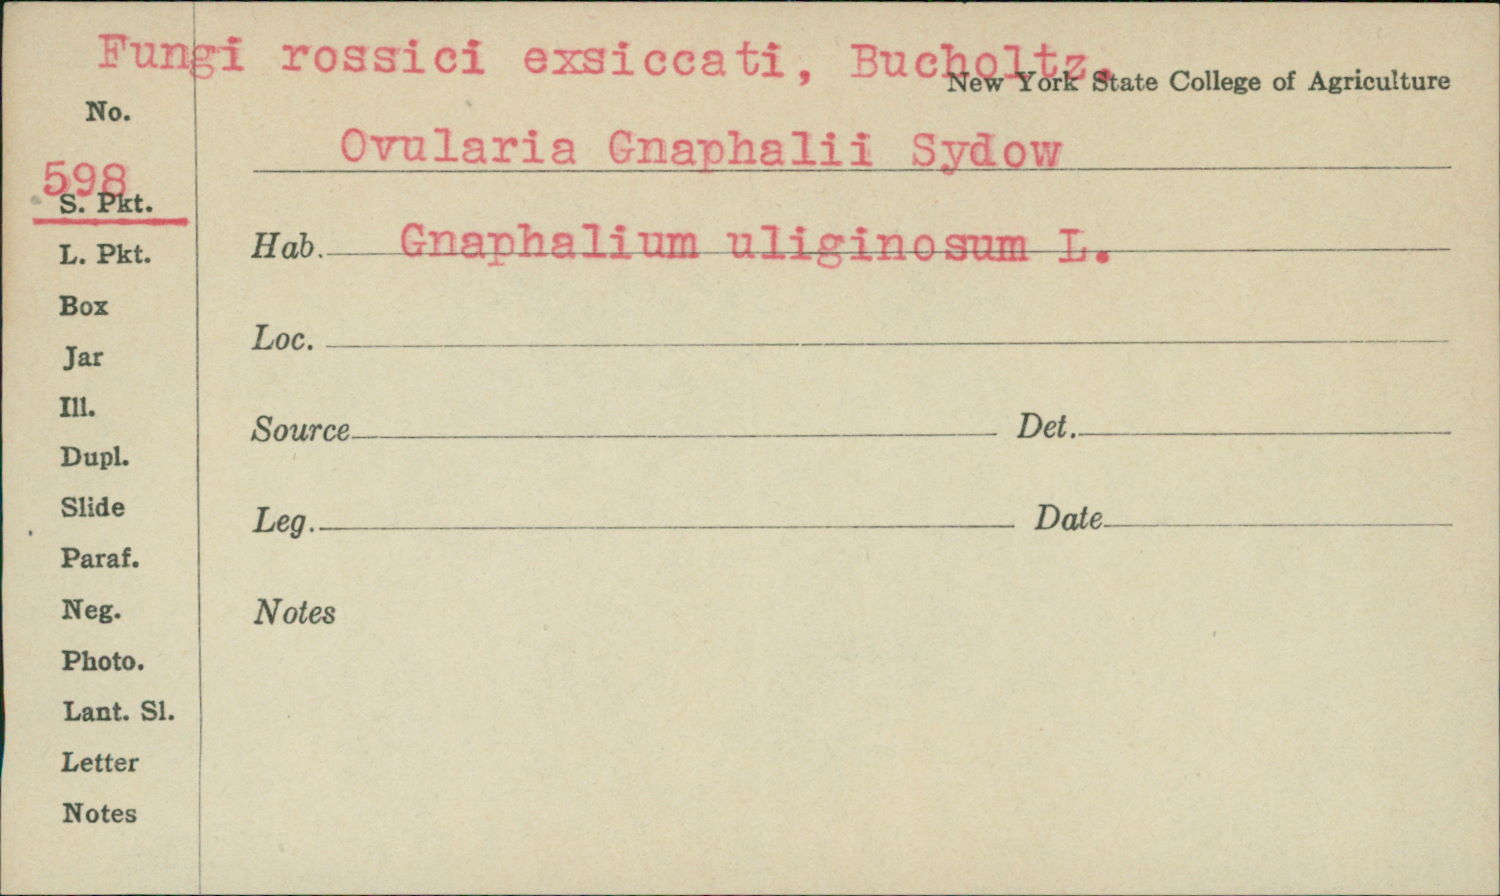 Fungi rossici exsiccati, Bucholtz.
New York State College of Agriculture
No.
598
Ovularia Gnaphalii Sydow
S. Pkt.
Hab. Gnaphalium uliginosum L.
L. Pkt.
Box
Loc.
Jar
Ill.
Source Det.
Dupl.
Slide
Leg. Date
Paraf.
Neg.
Notes
Photo.
Lant. Sl.
Letter
Notes